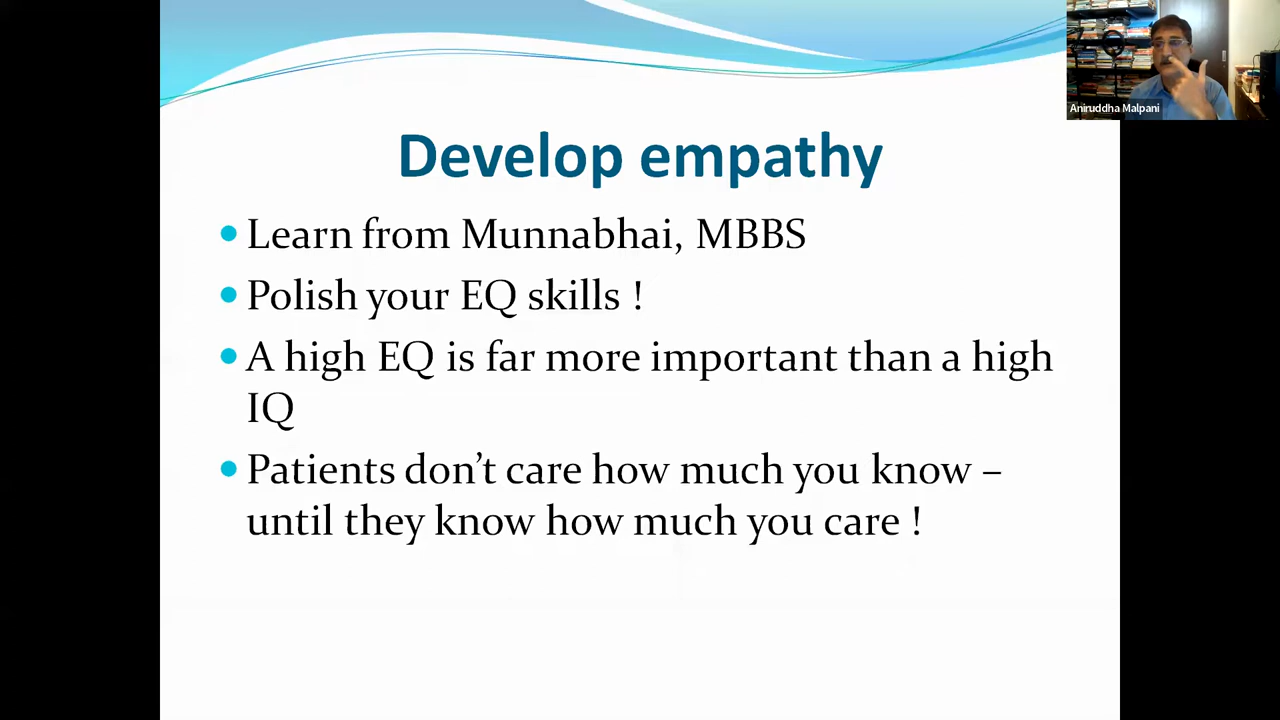 Aniruddha Malpani
Develop empathy
• Learn from Munnabhai, MBBS
• Polish your EQ skills !
• A high EQ is far more important than a high
IQ
• Patients don’t care how much you know –
until they know how much you care !